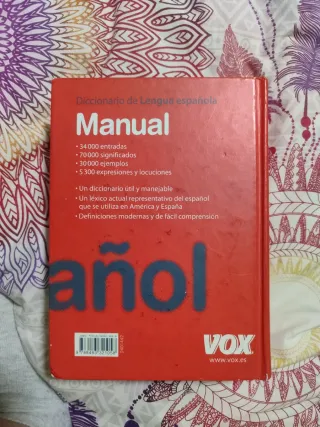 Diccionario de Lengua española
Manual
• 34 000 entradas
• 70 000 significados
• 30 000 ejemplos
• 5 300 expresiones y locuciones
• Un diccionario útil y manejable
• Un léxico actual representativo del español
que se utiliza en América y España
• Definiciones modernas y de fácil comprensión
añol
VOX
www.vox.es